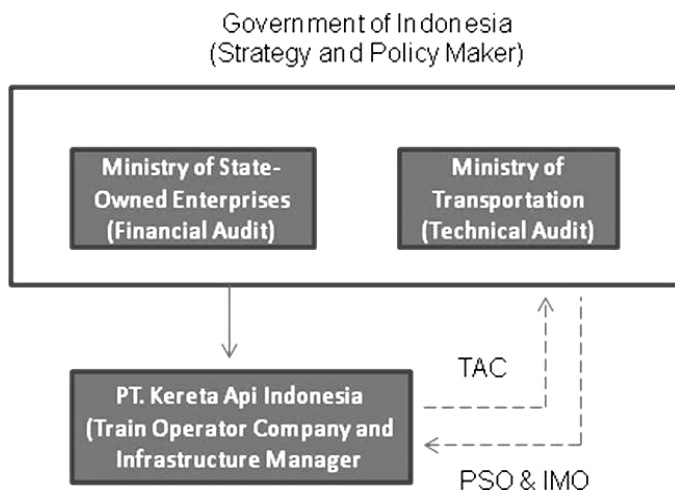 Government of Indonesia
(Strategy and Policy Maker)
Ministry of State-
Owned Enterprises
(Financial Audit)
Ministry of
Transportation
(Technical Audit)
TAC
PT. Kereta Api Indonesia
(Train Operator Company and
Infrastructure Manager
PSO & IMO